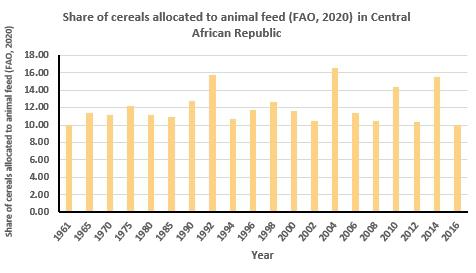 Share of cereals allocated to animal feed (FAO, 2020) in Central
African Republic
Share of cereals allocated to animal feed (FAO, 2020)
18.00
16.00
14.00
12.00
10.00
8.00
6.00
4.00
2.00
0.00
1961 1965 1970 1975 1980 1985 1990 1992 1994 1996 1998 2000 2002 2004 2006 2008 2010 2012 2014 2016
Year